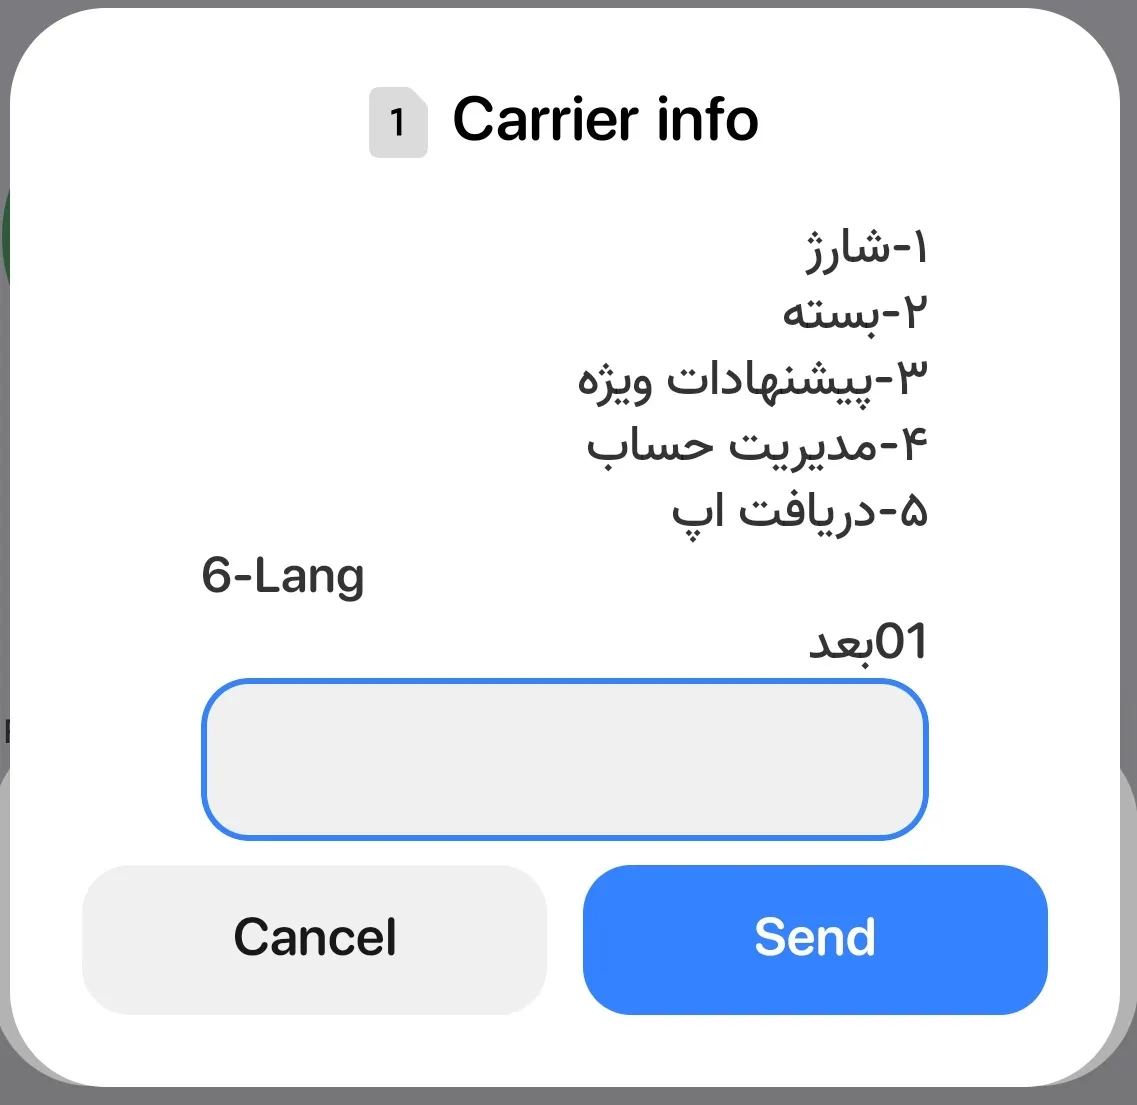 1
Carrier info
۱-شارژ
۲-بسته
۳-پیشنهادات ویژه
۴-مدیریت حساب
۵-دریافت اپ
6-Lang
01بعد
Cancel
Send